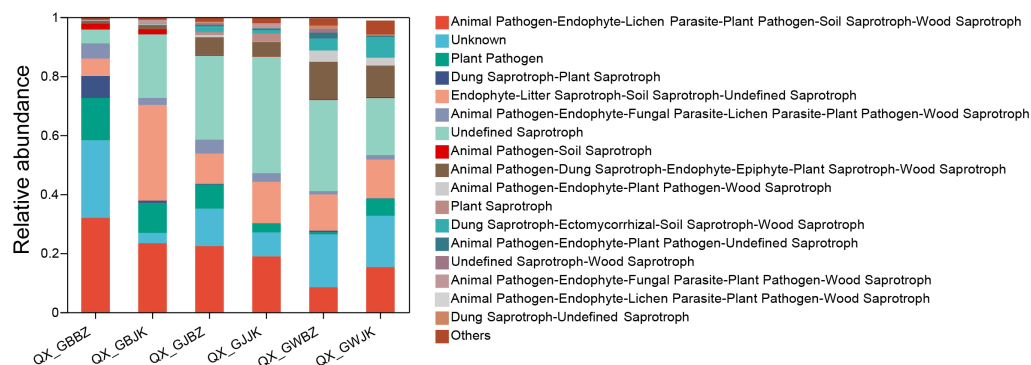 Relative abundance
1
0.8
0.6
0.4
0.2
0
QX_GBBZ
QX_GBJK
QX_GJBZ
QX_GJJK
QX_GWBZ
QX_GWJK
Animal Pathogen-Endophyte-Lichen Parasite-Plant Pathogen-Soil Saprotroph-Wood Saprotroph
Unknown
Plant Pathogen
Dung Saprotroph-Plant Saprotroph
Endophyte-Litter Saprotroph-Soil Saprotroph-Undefined Saprotroph
Animal Pathogen-Endophyte-Fungal Parasite-Lichen Parasite-Plant Pathogen-Wood Saprotroph
Undefined Saprotroph
Animal Pathogen-Soil Saprotroph
Animal Pathogen-Dung Saprotroph-Endophyte-Epiphyte-Plant Saprotroph-Wood Saprotroph
Animal Pathogen-Endophyte-Plant Pathogen-Wood Saprotroph
Plant Saprotroph
Dung Saprotroph-Ectomycorrhizal-Soil Saprotroph-Wood Saprotroph
Animal Pathogen-Endophyte-Plant Pathogen-Undefined Saprotroph
Undefined Saprotroph-Wood Saprotroph
Animal Pathogen-Endophyte-Fungal Parasite-Plant Pathogen-Wood Saprotroph
Animal Pathogen-Endophyte-Lichen Parasite-Plant Pathogen-Wood Saprotroph
Dung Saprotroph-Undefined Saprotroph
Others